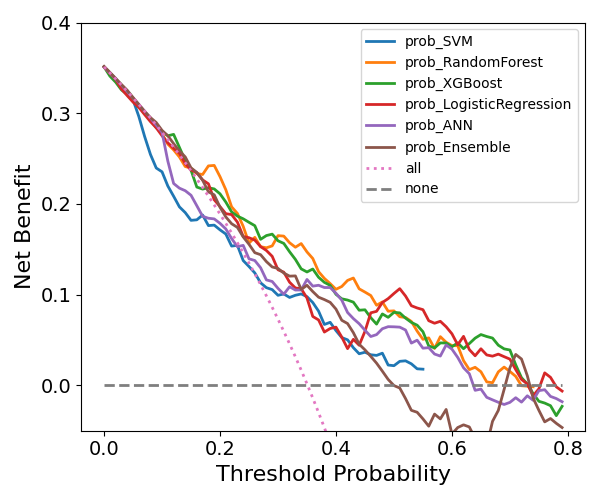 0.4
0.3
0.2
0.1
0.0
Net Benefit
prob_SVM
prob_RandomForest
prob_XGBoost
prob_LogisticRegression
prob_ANN
prob_Ensemble
all
none
0.0 0.2 0.4 0.6 0.8
Threshold Probability